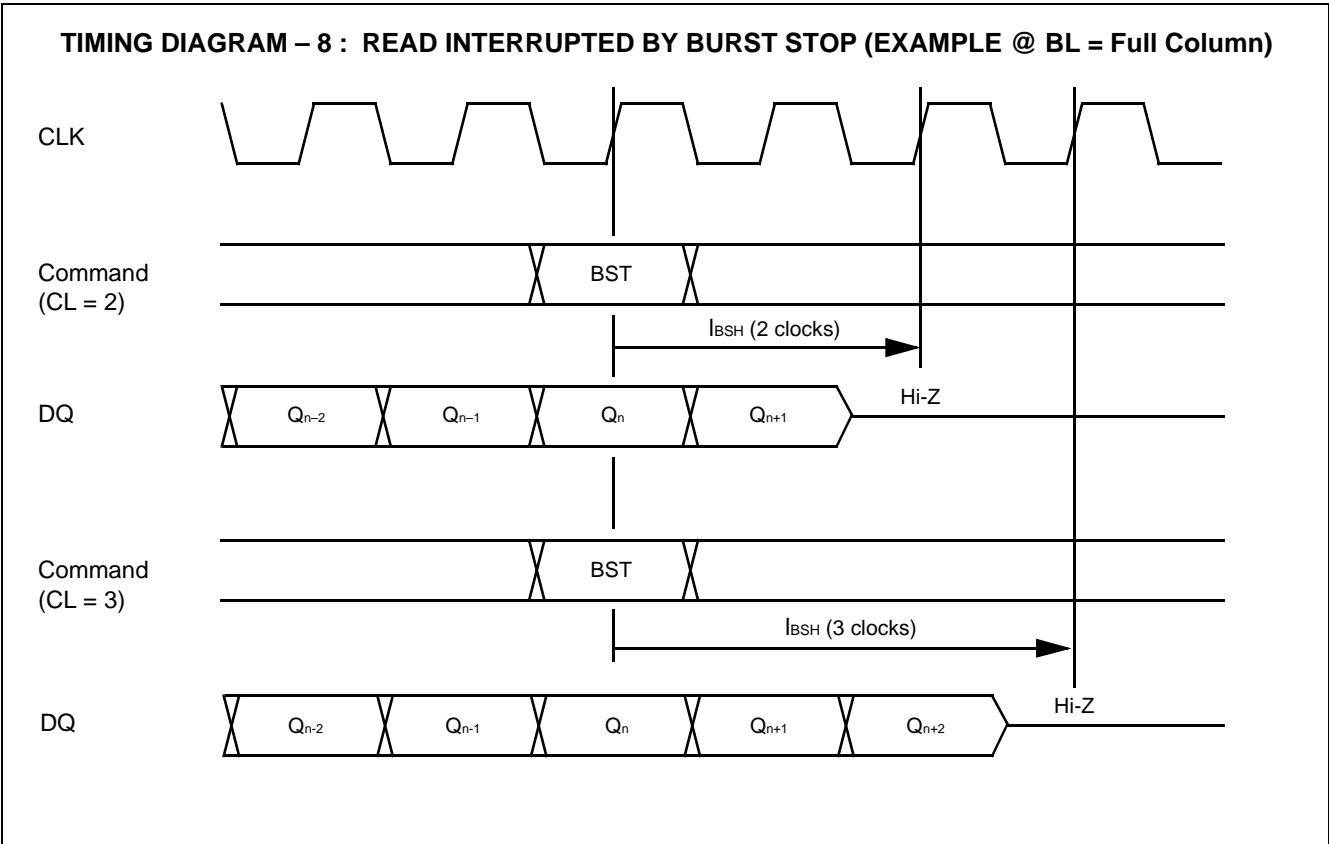 TIMING DIAGRAM – 8 : READ INTERRUPTED BY BURST STOP (EXAMPLE @ BL = Full Column)
CLK
Command
(CL = 2)
BST
IBSH (2 clocks)
DQ
Qn–2 Qn–1 Qn Qn+1 Hi-Z
Command
(CL = 3)
BST
IBSH (3 clocks)
DQ
Qn-2 Qn-1 Qn Qn+1 Qn+2 Hi-Z